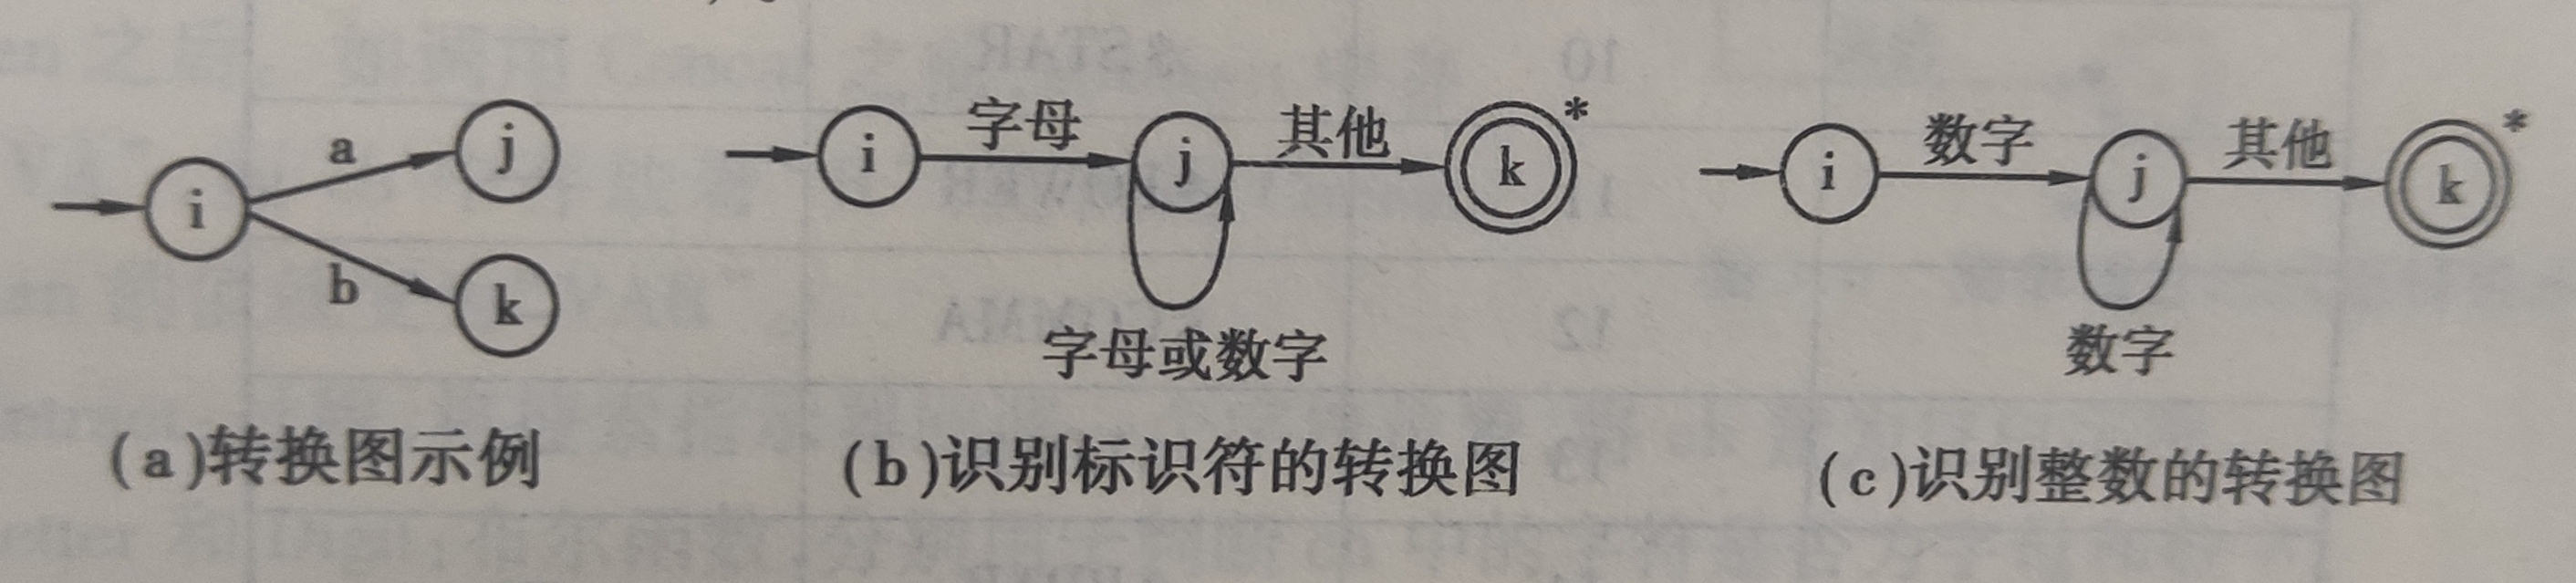 a
i
j
b
k
i
字母
j
其他
k
*
字母或数字
i
数字
j
其他
k
*
数字
(a)转换图示例
(b)识别标识符的转换图
(c)识别整数的转换图